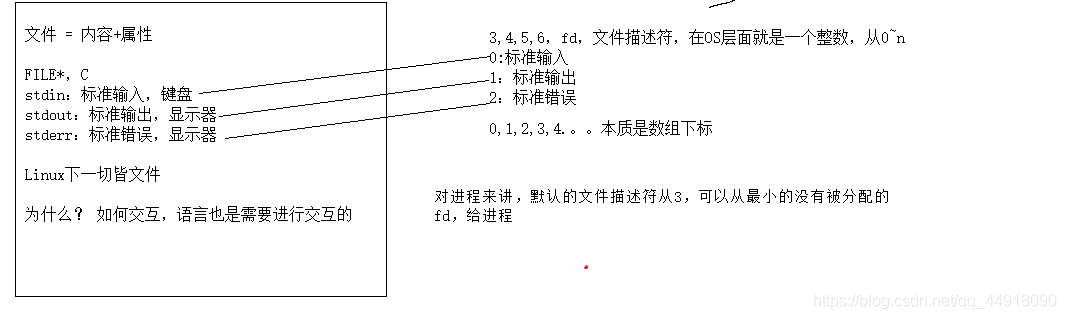 文件 = 内容+属性
FILE*, C
stdin: 标准输入, 键盘
stdout: 标准输出, 显示器
stderr: 标准错误, 显示器
Linux下一切皆文件
为什么? 如何交互, 语言也是需要进行交互的
3,4,5,6, fd, 文件描述符, 在OS层面就是一个整数, 从0~n
0:标准输入
1: 标准输出
2: 标准错误
0,1,2,3,4.。。本质是数组下标
对进程来讲, 默认的文件描述符从3, 可以从最小的没有被分配的
fd, 给进程
https://blog.csdn.net/qq_44918090